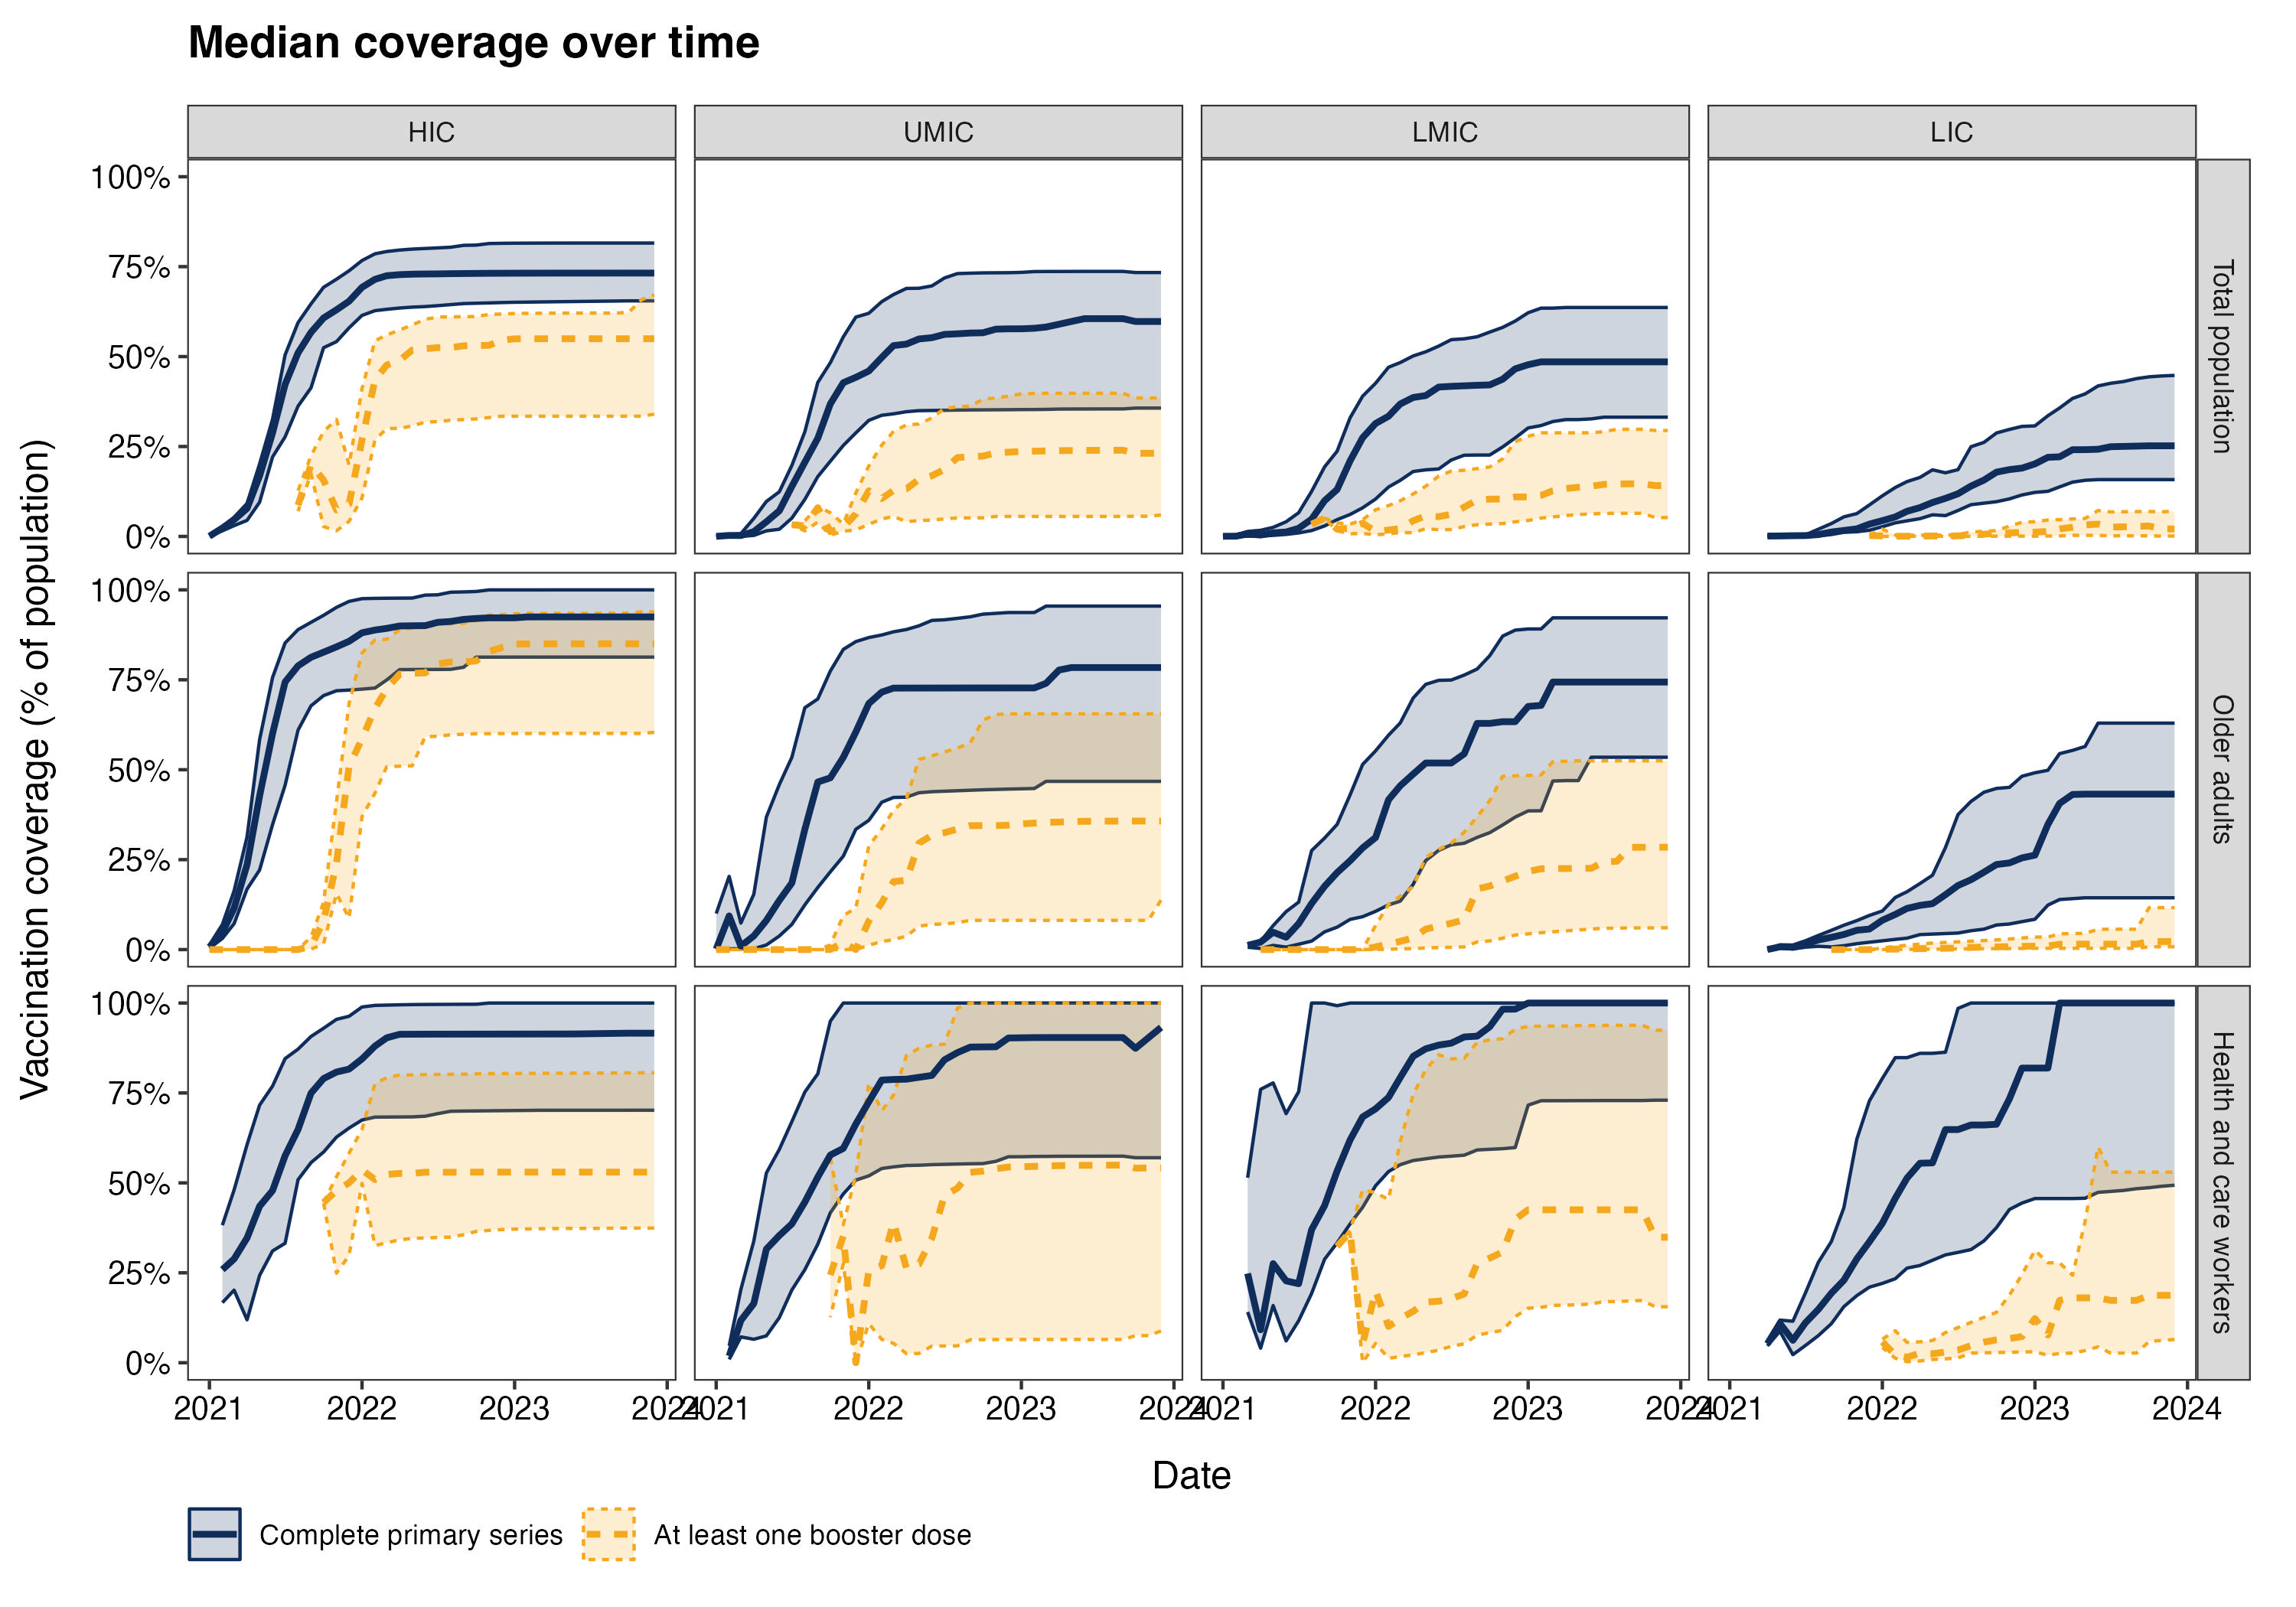 Median coverage over time
HIC
UMIC
LMIC
LIC
Vaccination coverage (% of population)
100%
75%
50%
25%
0%
Total population
100%
75%
50%
25%
0%
Older adults
100%
75%
50%
25%
0%
Health and care workers
2021 2022 2023 2024
2021 2022 2023 2024
2021 2022 2023 2024
2021 2022 2023 2024
Date
Complete primary series
At least one booster dose